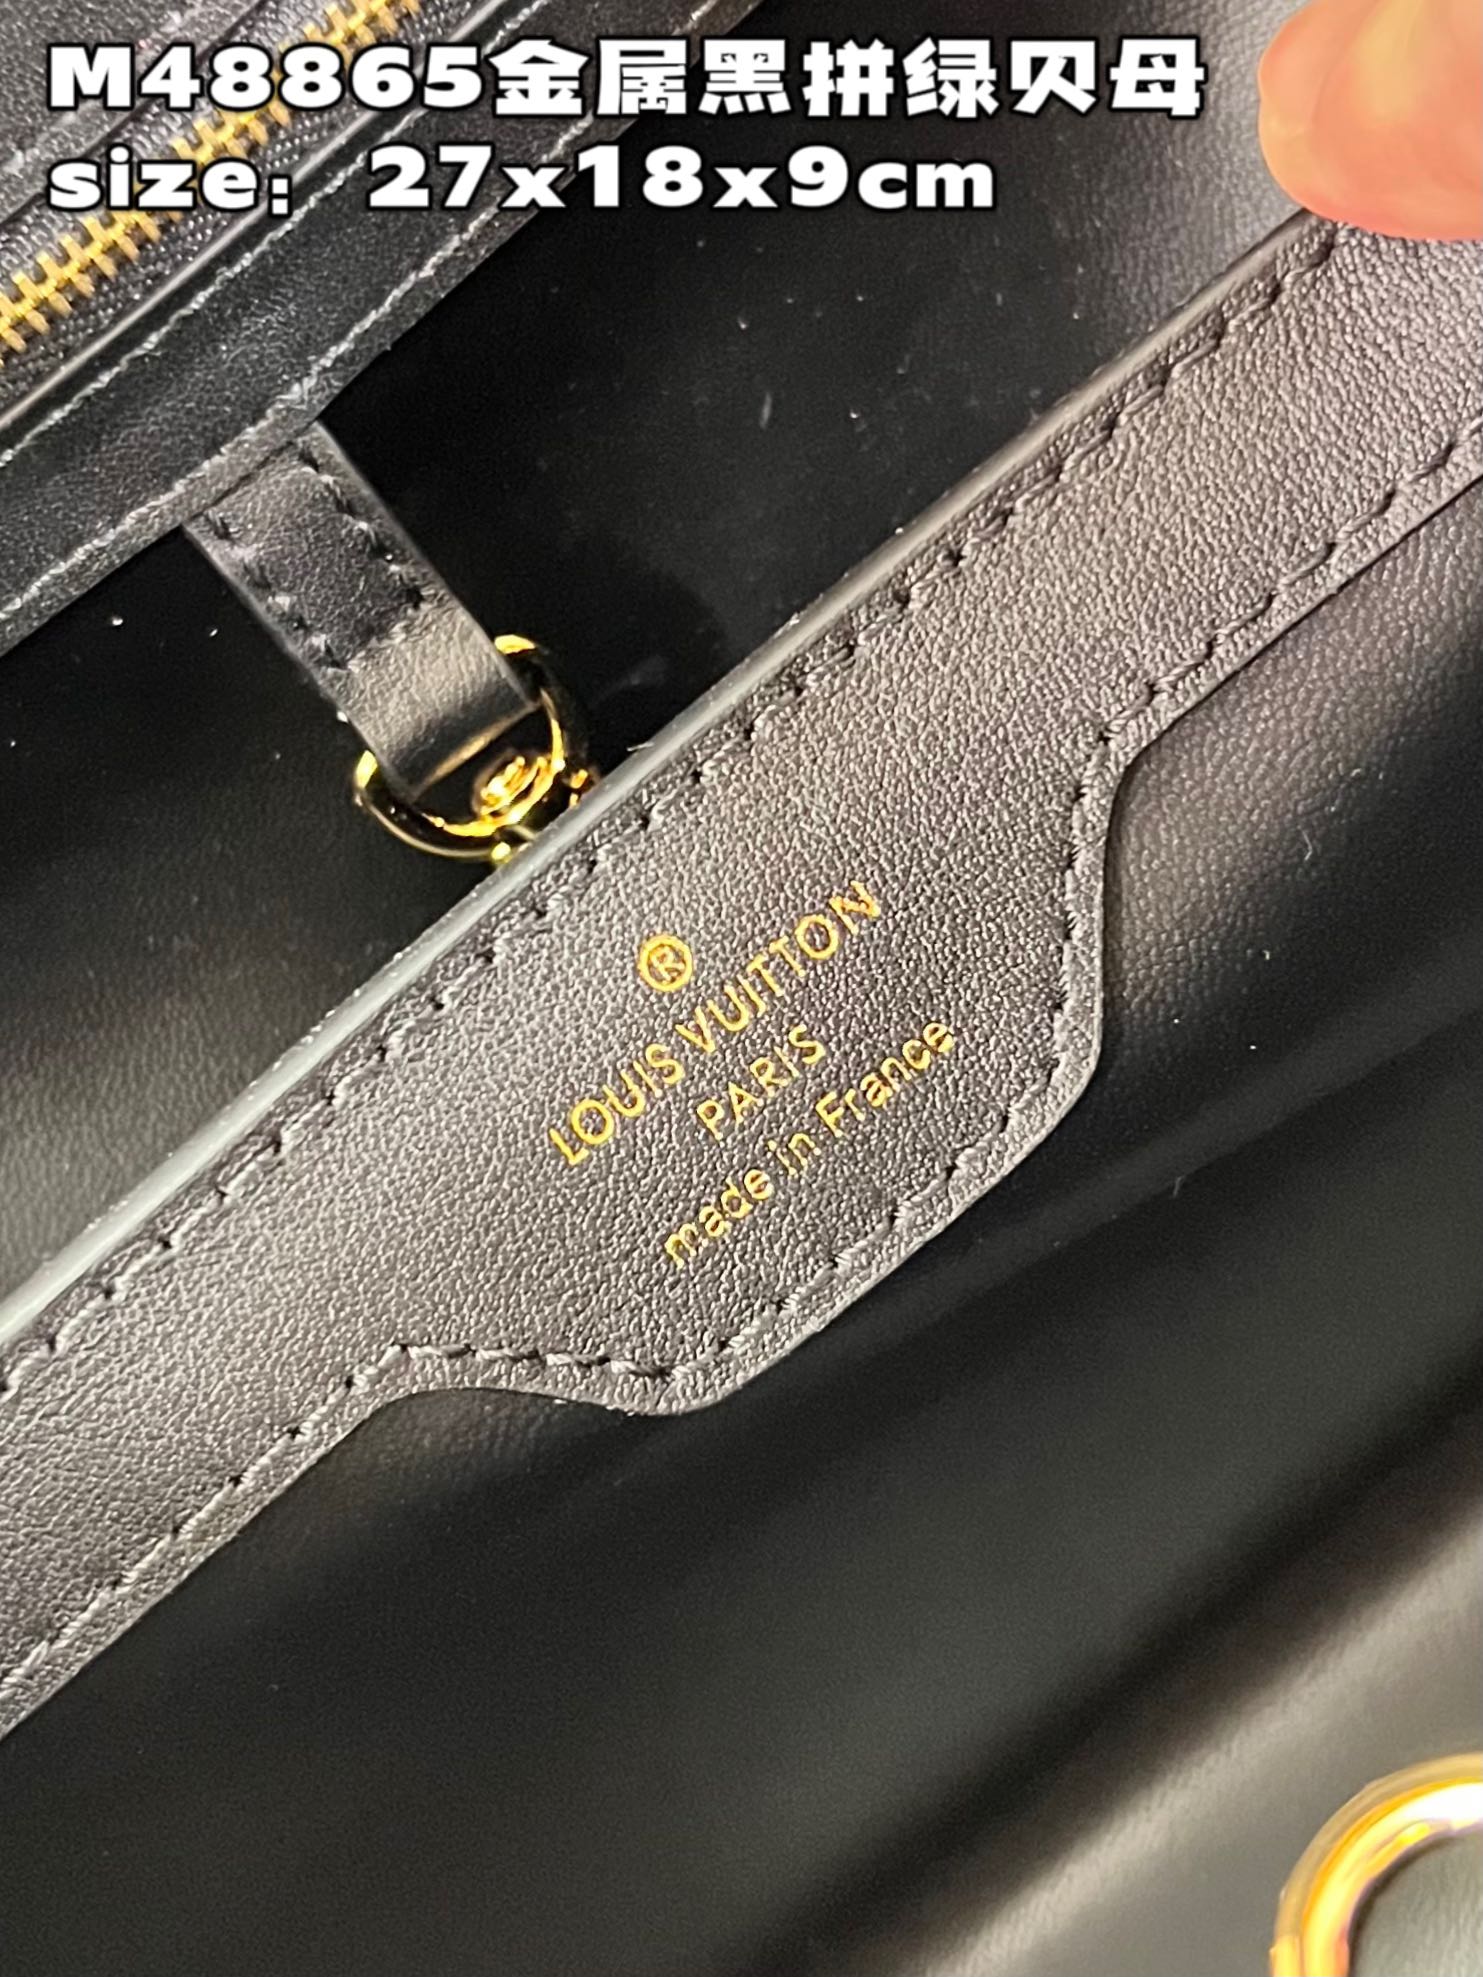 M48865金属黑拼绿贝母
size：27x18x9cm
®
LOUIS VUITTON
PARIS
made in France